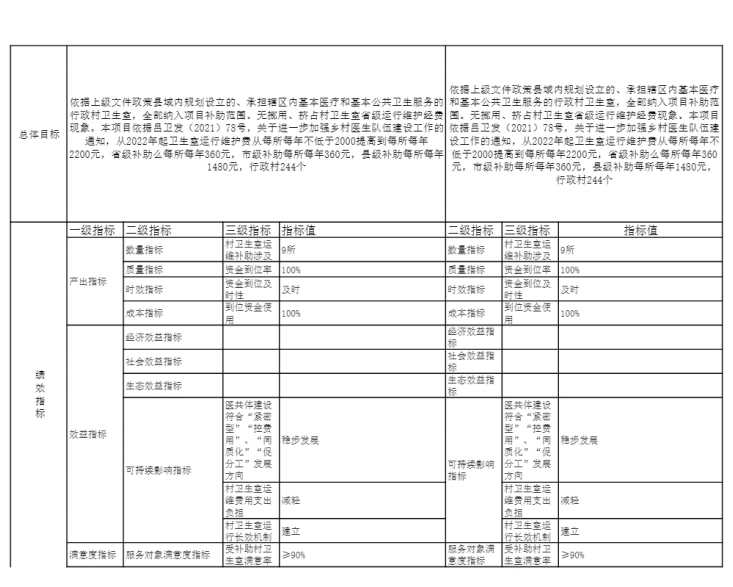 总体目标
依据上级文件政策县域内规划设立的、承担辖区内基本医疗和基本公共卫生服务的
行政村卫生室，全部纳入项目补助范围。无挪用、挤占村卫生室省级运行维护经费
现象。本项目依据吕卫发（2021）78号，关于进一步加强乡村医生队伍建设工作的
通知，从2022年起卫生室运行维护费从每所每年不低于2000提高到每所每年
2200元，省级补助么每所每年360元，市级补助每所每年360元，县级补助每所每年
1480元，行政村244个
依据上级文件政策县域内规划设立的、承担辖区内基本医疗
和基本公共卫生服务的行政村卫生室，全部纳入项目补助范
围。无挪用、挤占村卫生室省级运行维护经费现象。本项目
依据吕卫发（2021）78号，关于进一步加强乡村医生队伍建
设工作的通知，从2022年起卫生室运行维护费从每所每年不
低于2000提高到每所每年2200元，省级补助么每所每年360
元，市级补助每所每年360元，县级补助每所每年1480元，
行政村244个
绩
效
指
标
一级指标 二级指标 三级指标 指标值 二级指标 三级指标 指标值
产出指标
数量指标 村卫生室运
维补助涉及 9所 数量指标 村卫生室运
维补助涉及 9所
质量指标 资金到位率 100% 质量指标 资金到位率 100%
时效指标 资金到位及
时性 及时 时效指标 资金到位及
时性 及时
成本指标 到位资金使
用 100% 成本指标 到位资金使
用 100%
效益指标
经济效益指标 经济效益指
标
社会效益指标 社会效益指
标
生态效益指标 生态效益指
标
可持续影响指标
医共体建设
符合“紧密
型”“控费
用”、“同
质化”“促
分工”发展
方向
稳步发展
可持续影响
指标
医共体建设
符合“紧密
型”“控费
用”、“同
质化”“促
分工”发展
方向
稳步发展
村卫生室运
维费用支出
负担
减轻
村卫生室运
维费用支出
负担
减轻
村卫生室运
行长效机制
建立
村卫生室运
行长效机制
建立
满意度指标 服务对象满意度指标 受补助村卫
生室满意率 ≥90% 服务对象满
意度指标 受补助村卫
生室满意率 ≥90%